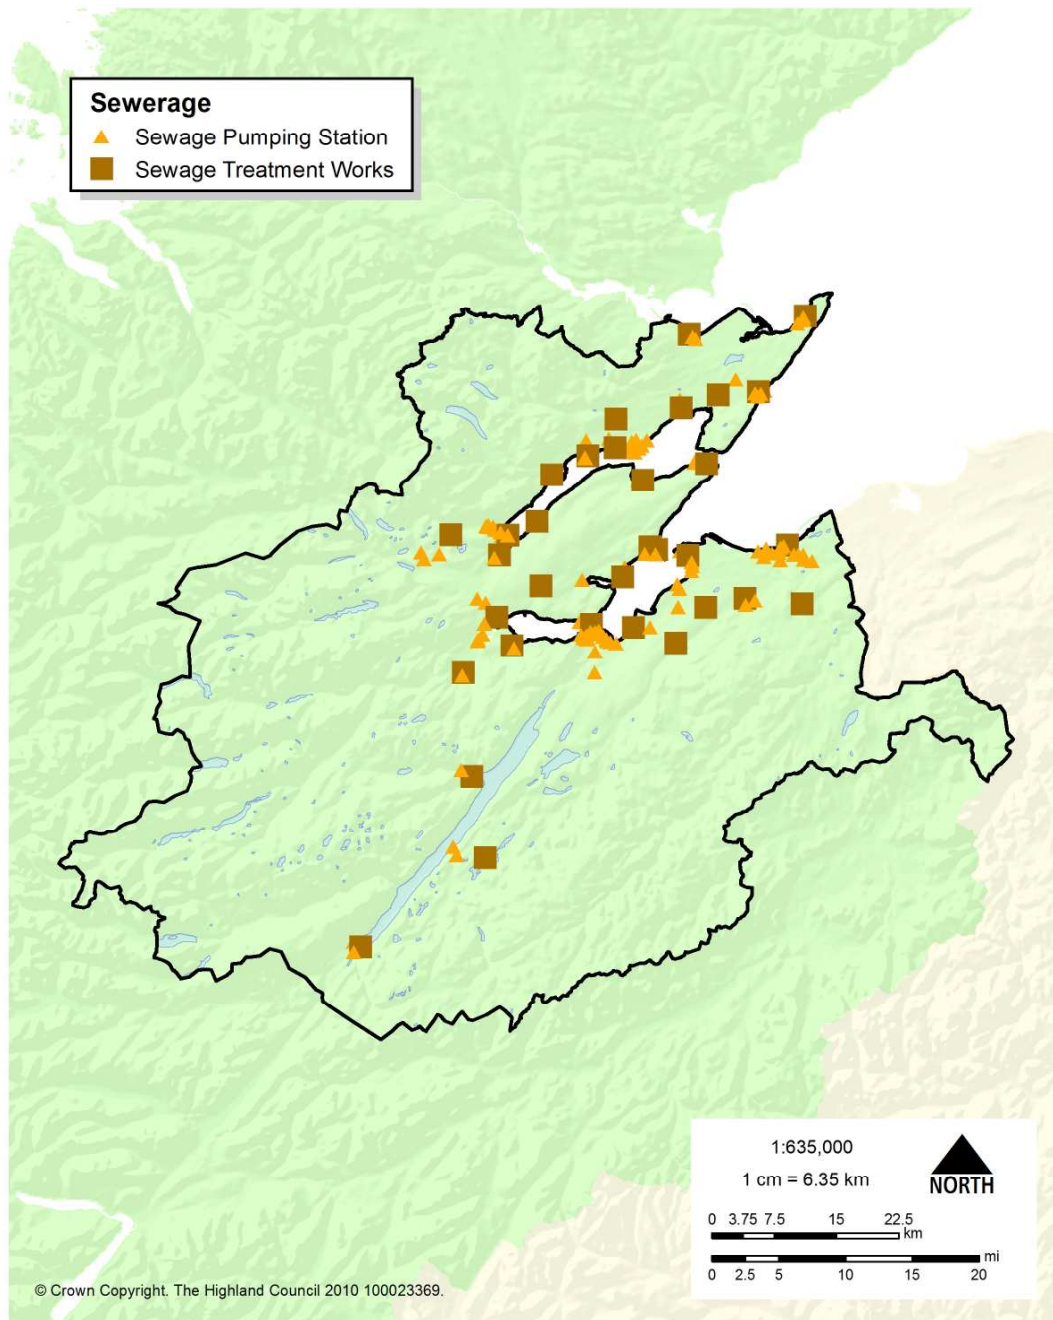 Sewerage
Sewage Pumping Station
Sewage Treatment Works
1:635,000
1 cm = 6.35 km
NORTH
0 3.75 7.5 15 22.5
km
mi
0 2.5 5 10 15 20
© Crown Copyright. The Highland Council 2010 100023369.